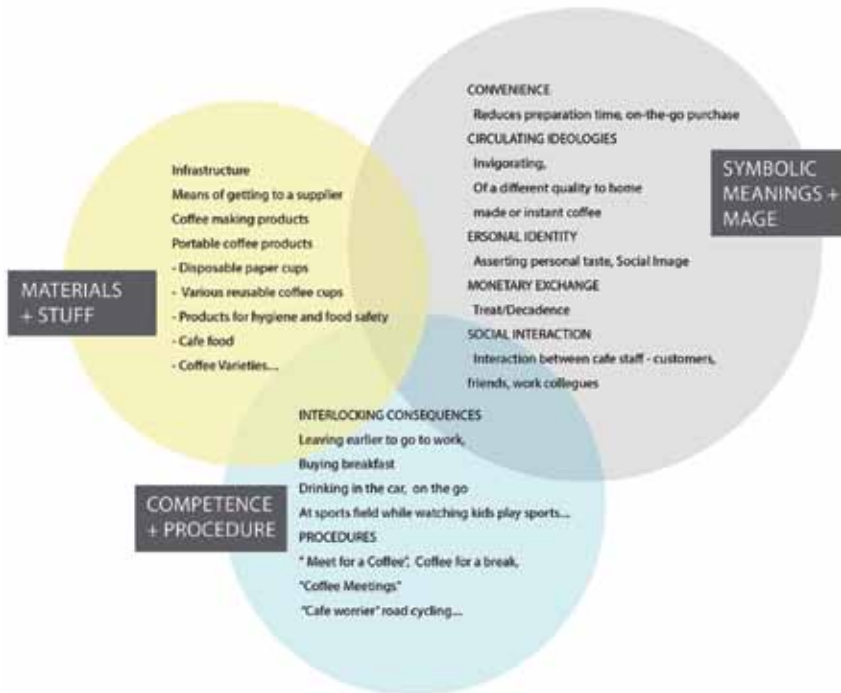 CONVENIENCE
Reduces preparation time, on-the-go purchase
CIRCULATING IDEOLOGIES
Invigorating,
Of a different quality to home
made or instant coffee
ERSONAL IDENTITY
Asserting personal taste, Social Image
MONETARY EXCHANGE
Treat/Decadence
SOCIAL INTERACTION
Interaction between cafe staff - customers,
friends, work collegues
SYMBOLIC
MEANINGS +
MAGE
Infrastructure
Means of getting to a supplier
Coffee making products
Portable coffee products
- Disposable paper cups
- Various reusable coffee cups
- Products for hygiene and food safety
- Cafe food
- Coffee Varieties...
MATERIALS
+ STUFF
INTERLOCKING CONSEQUENCES
Leaving earlier to go to work,
Buying breakfast
Drinking in the car, on the go
At sports field while watching kids play sports...
PROCEDURES
" Meet for a Coffee", Coffee for a break,
"Coffee Meetings"
"Cafe worrier" road cycling...
COMPETENCE
+ PROCEDURE